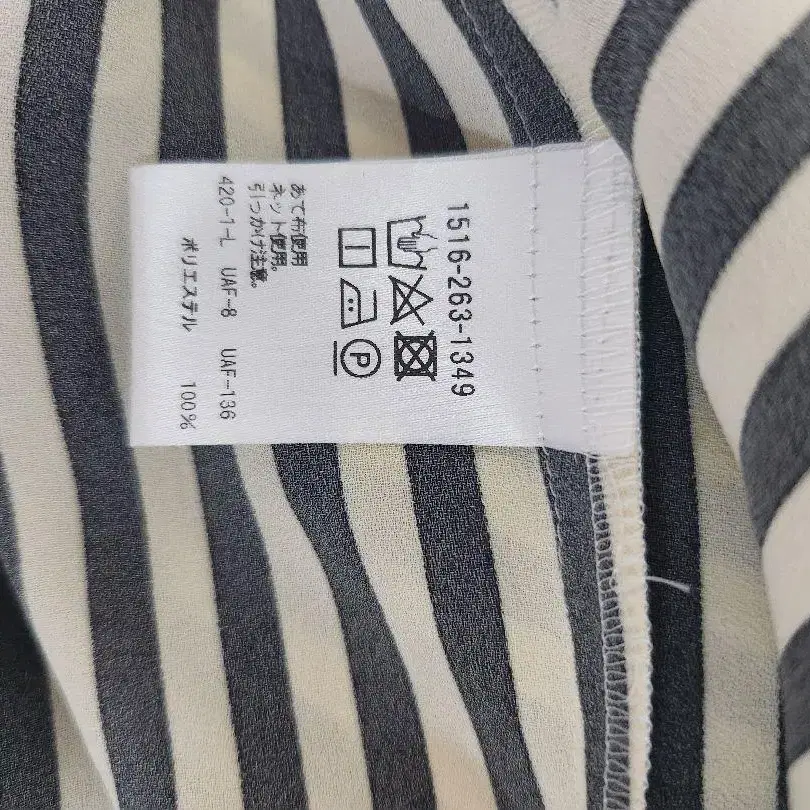 1516-263-1349
P
あて布使用
ネット使用。
引っかけ注意。
420-1-L UAF-8 UAF-136
ポリエステル 100%